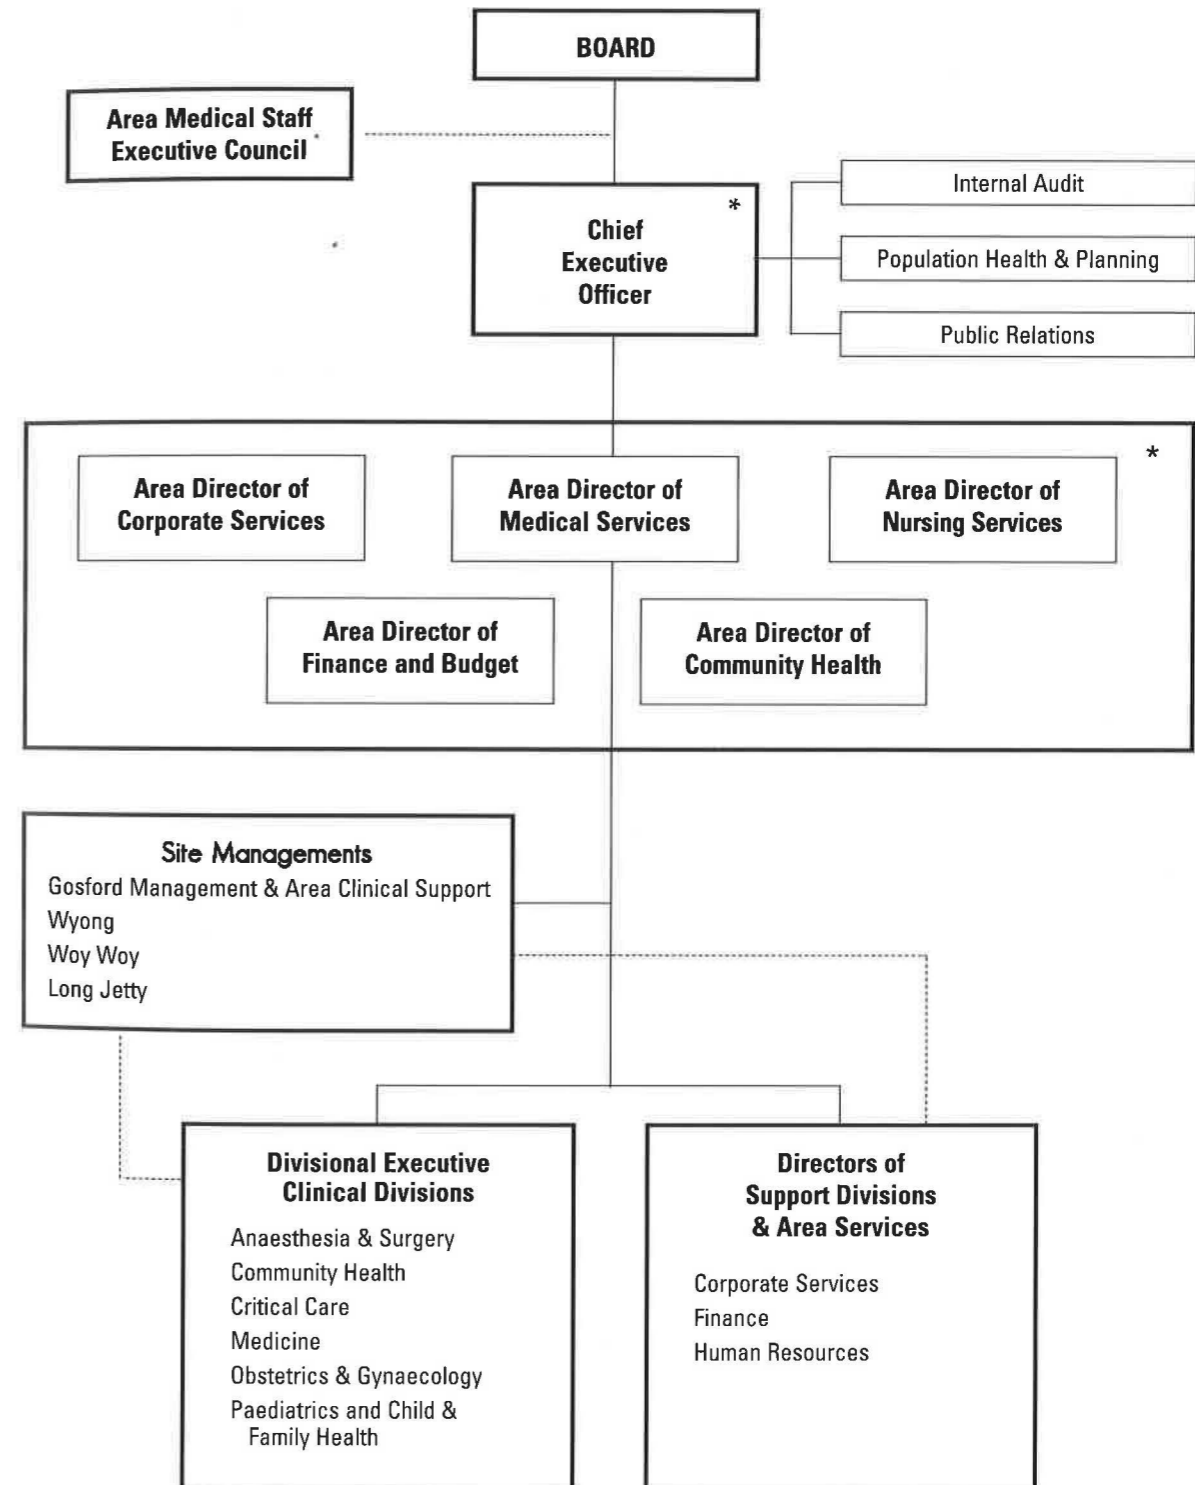 BOARD
Area Medical Staff
Executive Council
Internal Audit
*
Chief
Executive
Officer
Population Health & Planning
Public Relations
*
Area Director of
Corporate Services
Area Director of
Medical Services
Area Director of
Nursing Services
Area Director of
Finance and Budget
Area Director of
Community Health
Site Managements
Gosford Management & Area Clinical Support
Wyong
Woy Woy
Long Jetty
Divisional Executive
Clinical Divisions
Anaesthesia & Surgery
Community Health
Critical Care
Medicine
Obstetrics & Gynaecology
Paediatrics and Child &
Family Health
Directors of
Support Divisions
& Area Services
Corporate Services
Finance
Human Resources